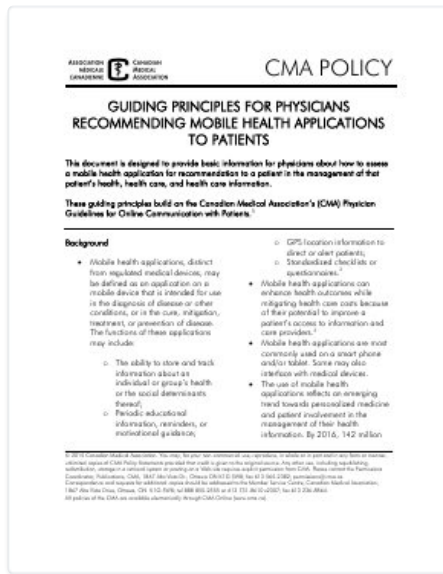 ASSOCIATION
MÉDICALE
CANADIENNE
CANADIAN
MEDICAL
ASSOCIATION
CMA POLICY
GUIDING PRINCIPLES FOR PHYSICIANS
RECOMMENDING MOBILE HEALTH APPLICATIONS
TO PATIENTS
This document is designed to provide basic information for physicians about how to assess
a mobile health application for recommendation to a patient in the management of that
patient's health, health care, and health care information.
These guiding principles build on the Canadian Medical Association's (CMA) Physician
Guidelines for Online Communication with Patients.
Background
• Mobile health applications, distinct
from regulated medical devices, may
be defined as an application on a
mobile device that is intended for use
in the diagnosis of disease or other
conditions, or in the cure, mitigation,
treatment, or prevention of disease.
The functions of these applications
may include:
o The ability to store and track
information about an
individual or group's health
or the social determinants
thereof;
o Periodic educational
information, reminders, or
motivational guidance;
o GPS location information to
direct or alert patients;
o Standardized checklists or
questionnaires.
• Mobile health applications can
enhance health outcomes while
mitigating health care costs because
of their potential to improve a
patient's access to information and
care providers.
• Mobile health applications are most
commonly used on a smart phone
and/or tablet. Some may also
interface with medical devices.
• The use of mobile health
applications reflects an emerging
trend towards personalized medicine
and patient involvement in the
management of their health
information. By 2016, 142 million